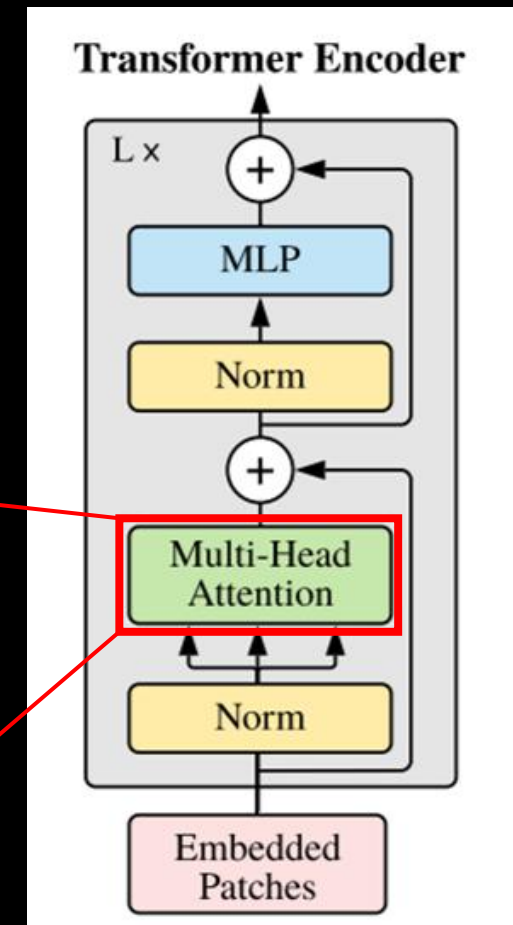 Transformer Encoder
L ×
+
MLP
Norm
+
Multi-Head
Attention
Norm
Embedded
Patches